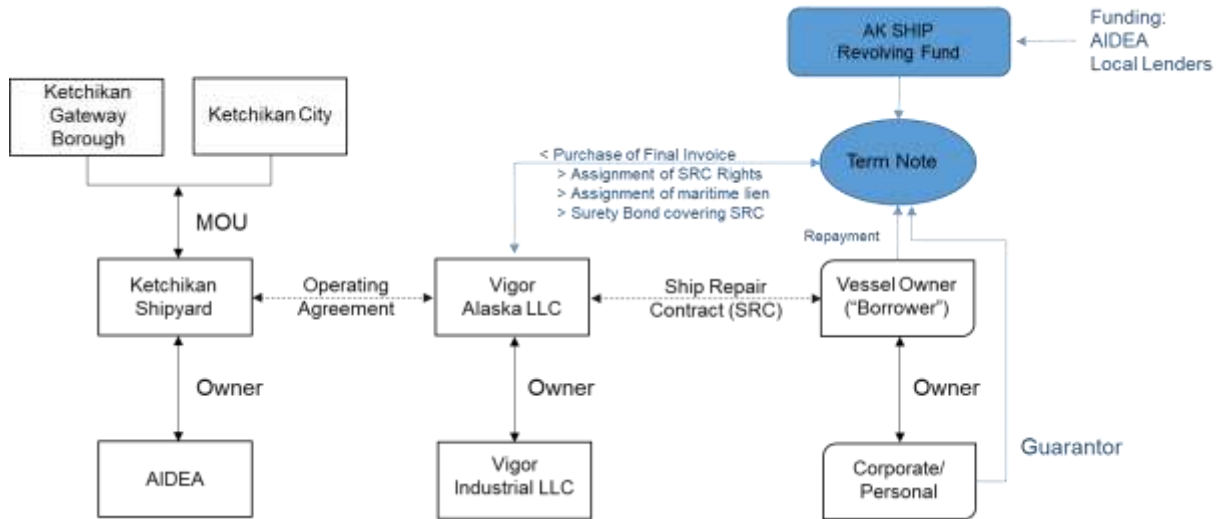 AK SHIP
Revolving Fund
Funding:
AIDEA
Local Lenders
Ketchikan
Gateway
Borough
Ketchikan City
< Purchase of Final Invoice
> Assignment of SRC Rights
> Assignment of maritime lien
> Surety Bond covering SRC
Term Note
MOU
Repayment
Ketchikan
Shipyard
Operating
Agreement
Vigor
Alaska LLC
Ship Repair
Contract (SRC)
Vessel Owner
(“Borrower”)
Owner
Owner
Owner
Guarantor
AIDEA
Vigor
Industrial LLC
Corporate/
Personal